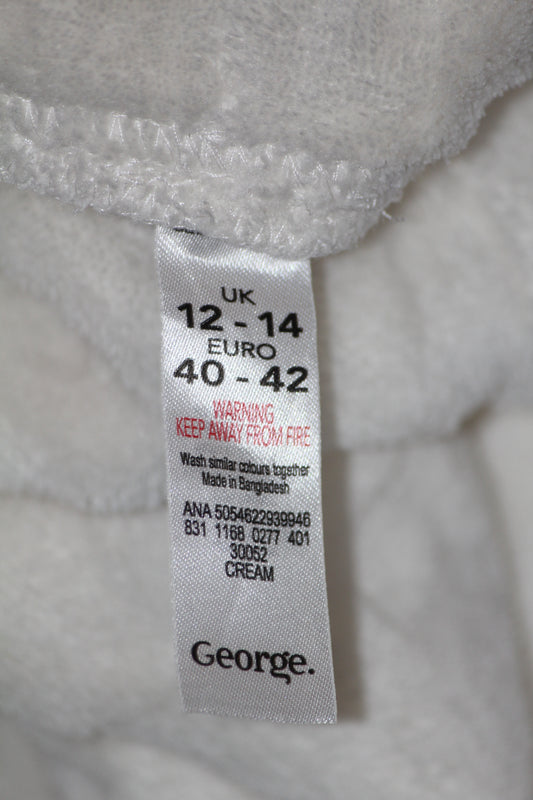 UK
12 - 14
EURO
40 - 42
WARNING
KEEP AWAY FROM FIRE
Wash similar colours together
Made in Bangladesh
ANA 5054622939946
831 1168 0277 401
30052
CREAM
George.